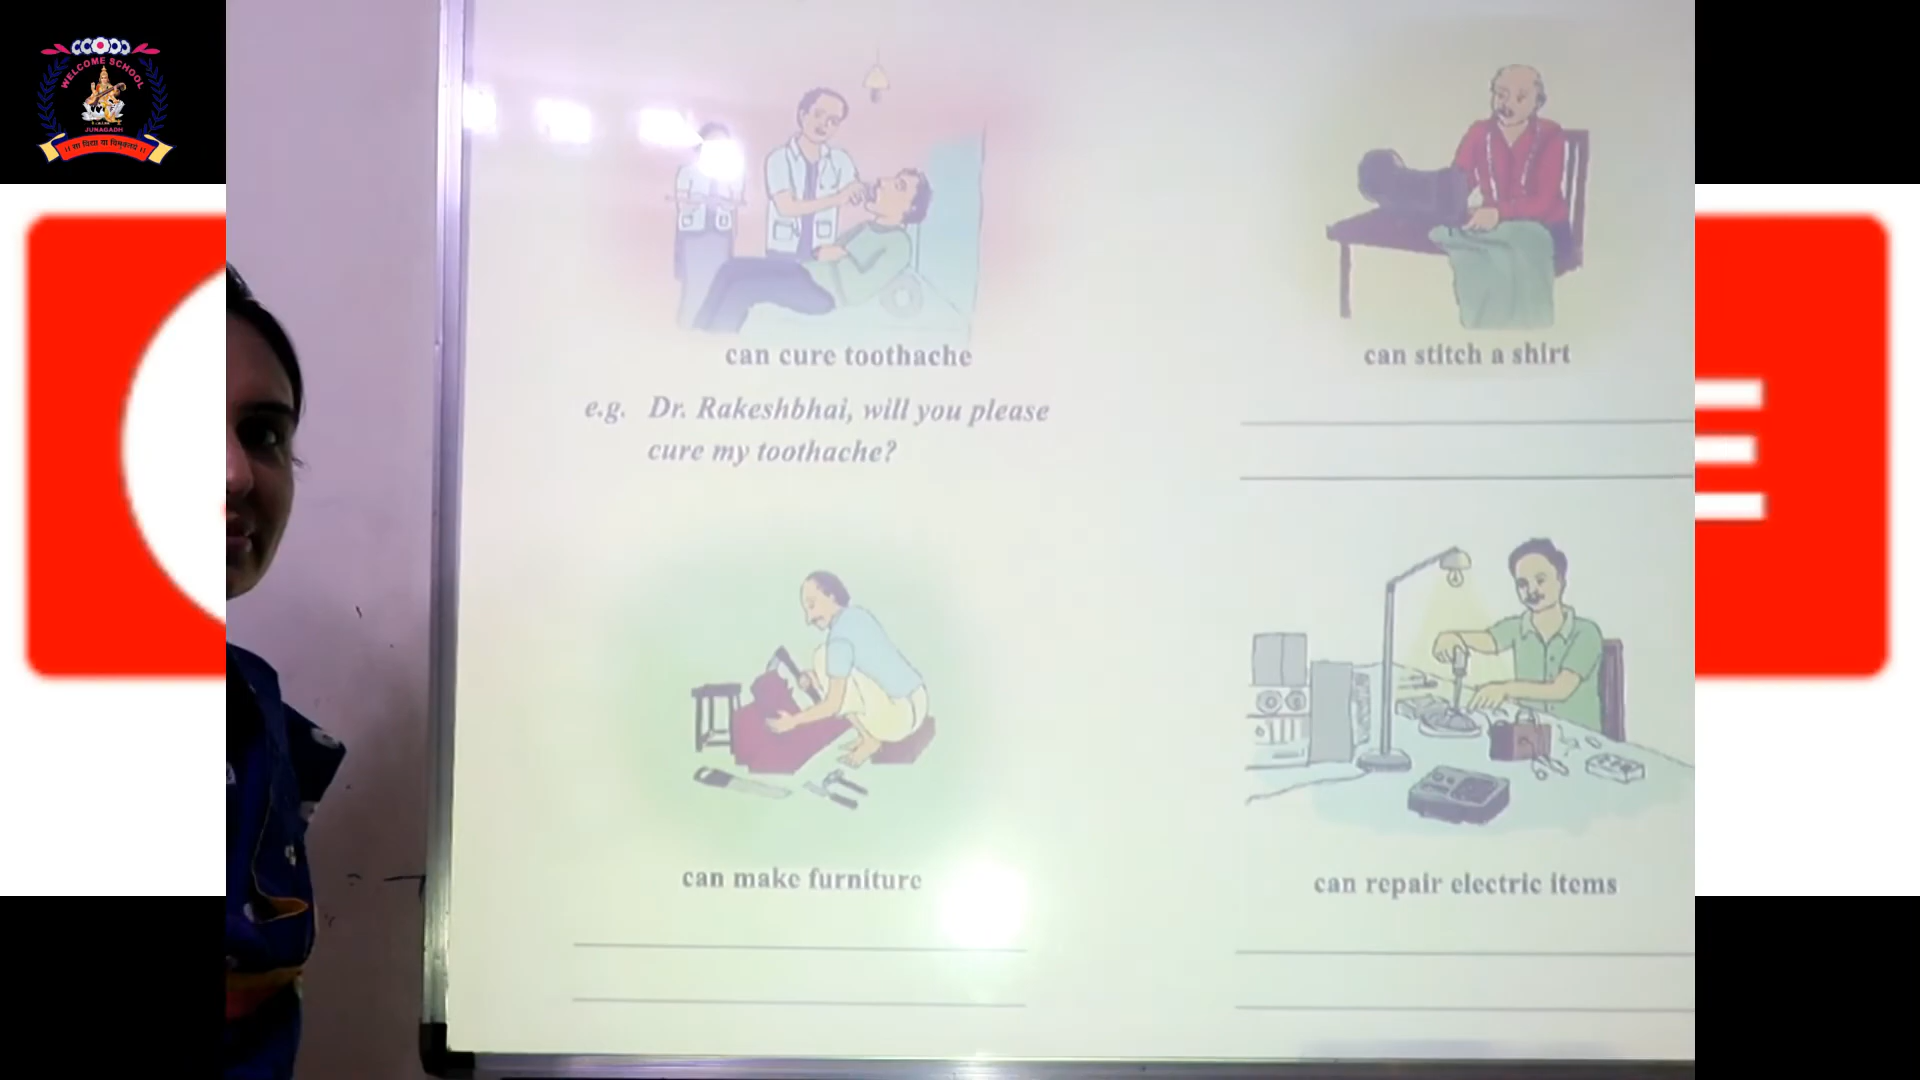 WELCOME SCHOOL
JUNAGADH
।। सा विद्या या विमुक्तये ।।
can cure toothache
e.g. Dr. Rakeshbhai, will you please
cure my toothache?
can stitch a shirt
can make furniture
can repair electric items